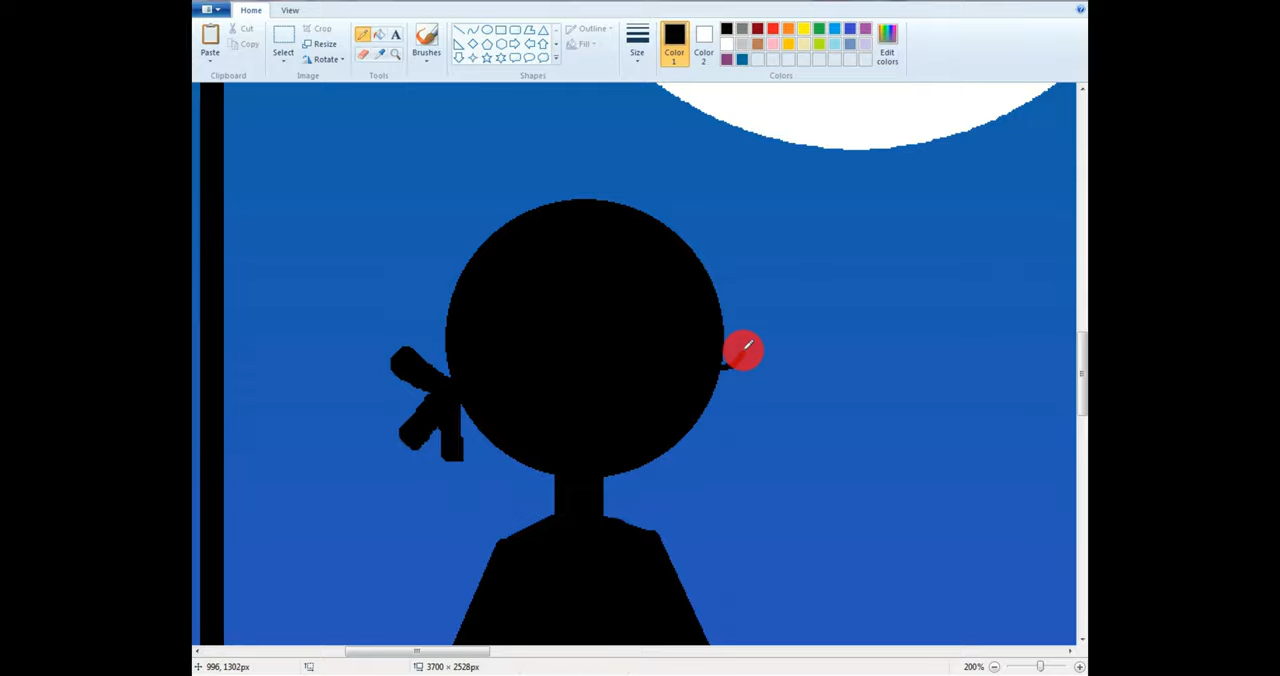 Home View
Paste Cut Copy Clipboard
Select Crop Resize Rotate Image
A Tools
Brushes
Outline Fill Shapes
Size
Color 1 Color 2 Edit colors Colors
996, 1302px 3700 × 2528px 200%